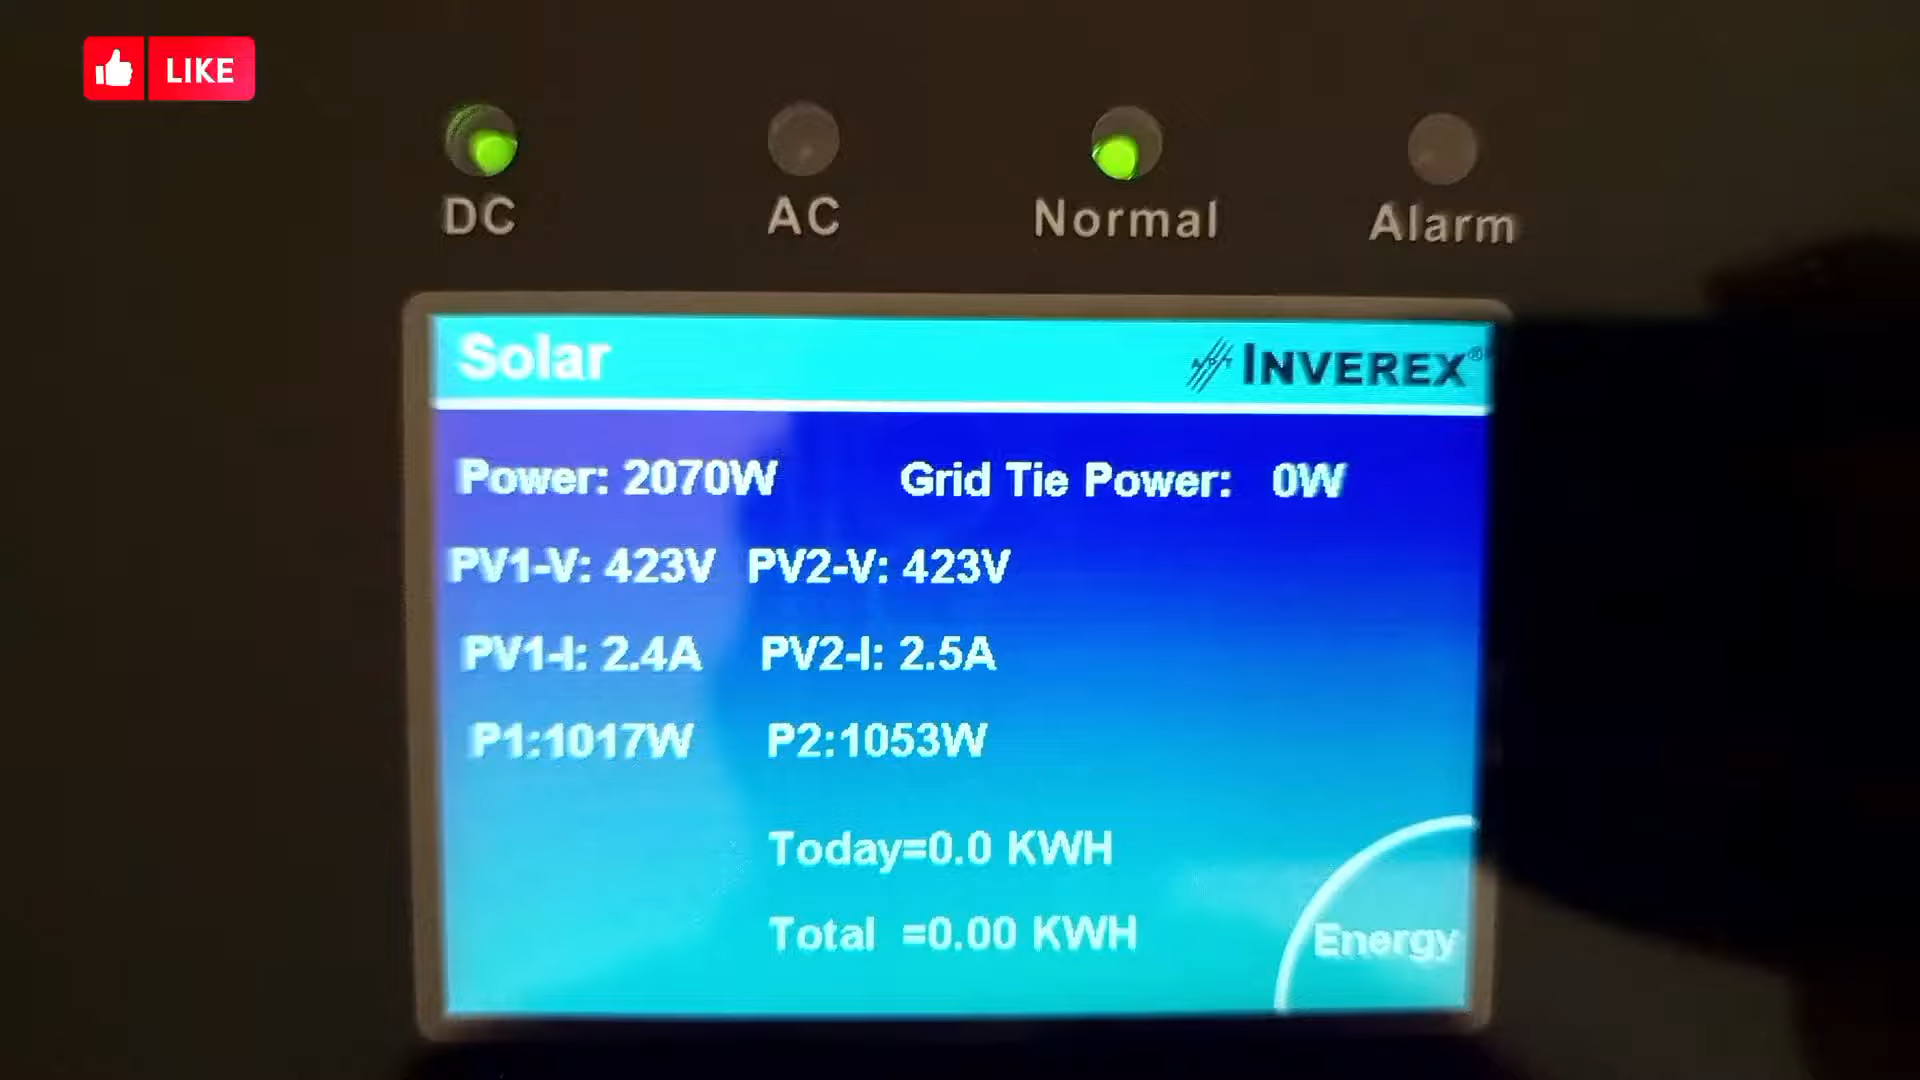 LIKE
DC AC Normal Alarm
Solar INVEREX®
Power: 2070W Grid Tie Power: 0W
PV1-V: 423V PV2-V: 423V
PV1-I: 2.4A PV2-I: 2.5A
P1:1017W P2:1053W
Today=0.0 KWH
Total =0.00 KWH
Energy